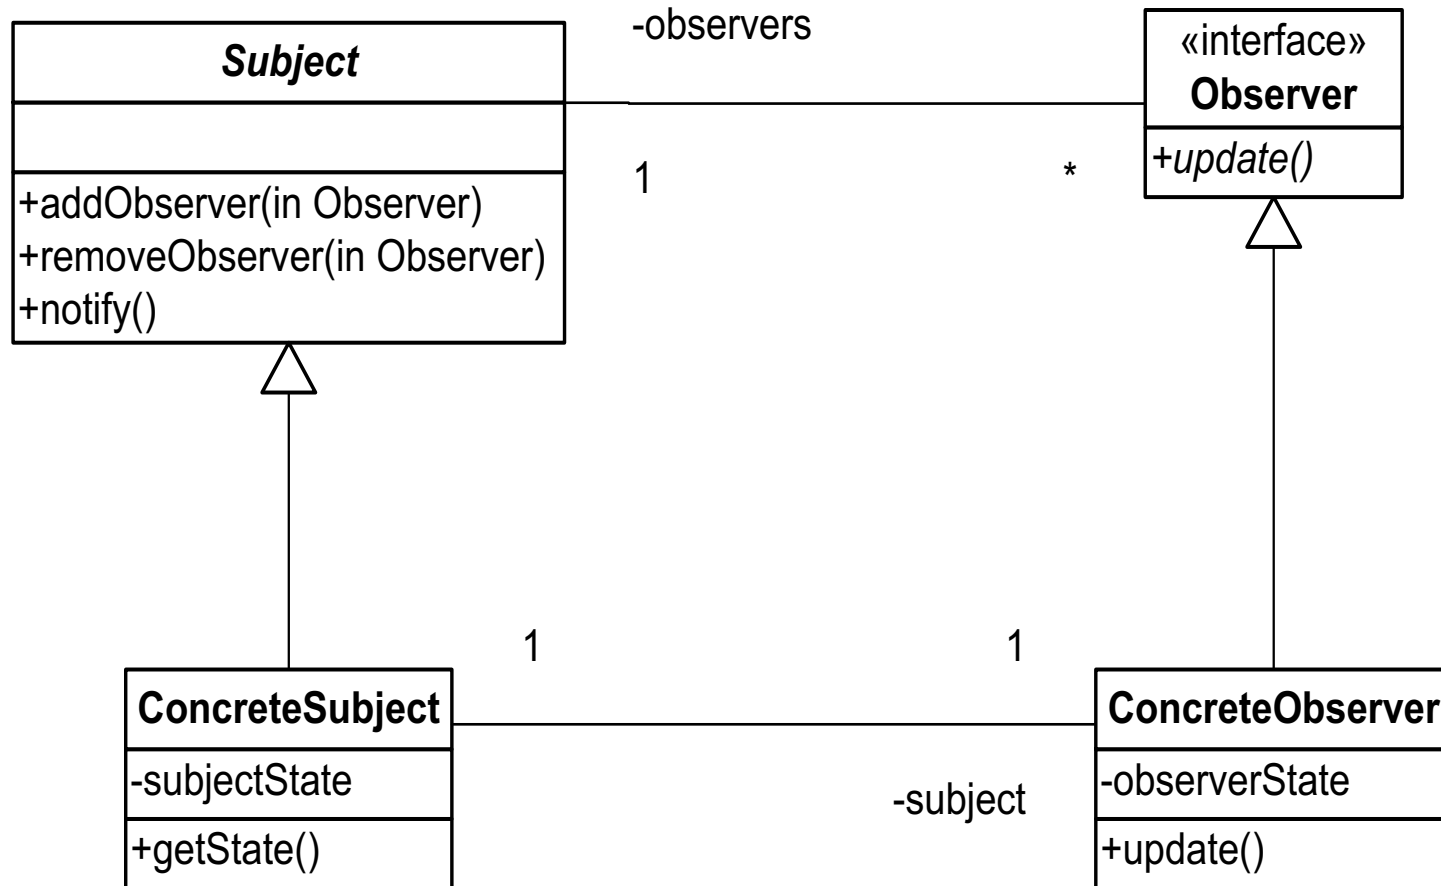 Subject
+addObserver(in Observer)
+removeObserver(in Observer)
+notify()
-observers
1
*
«interface»
Observer
+update()
ConcreteSubject
-subjectState
+getState()
1
1
-subject
ConcreteObserver
-observerState
+update()